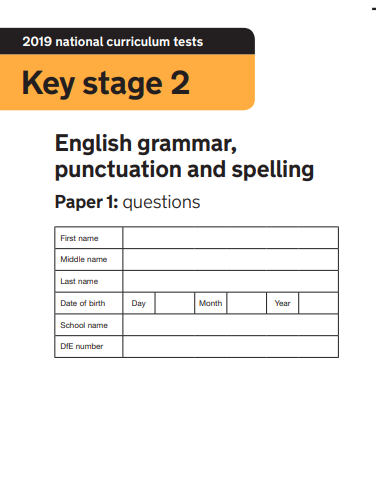 2019 national curriculum tests
Key stage 2
English grammar,
punctuation and spelling
Paper 1: questions
First name
Middle name
Last name
Date of birth Day Month Year
School name
DfE number